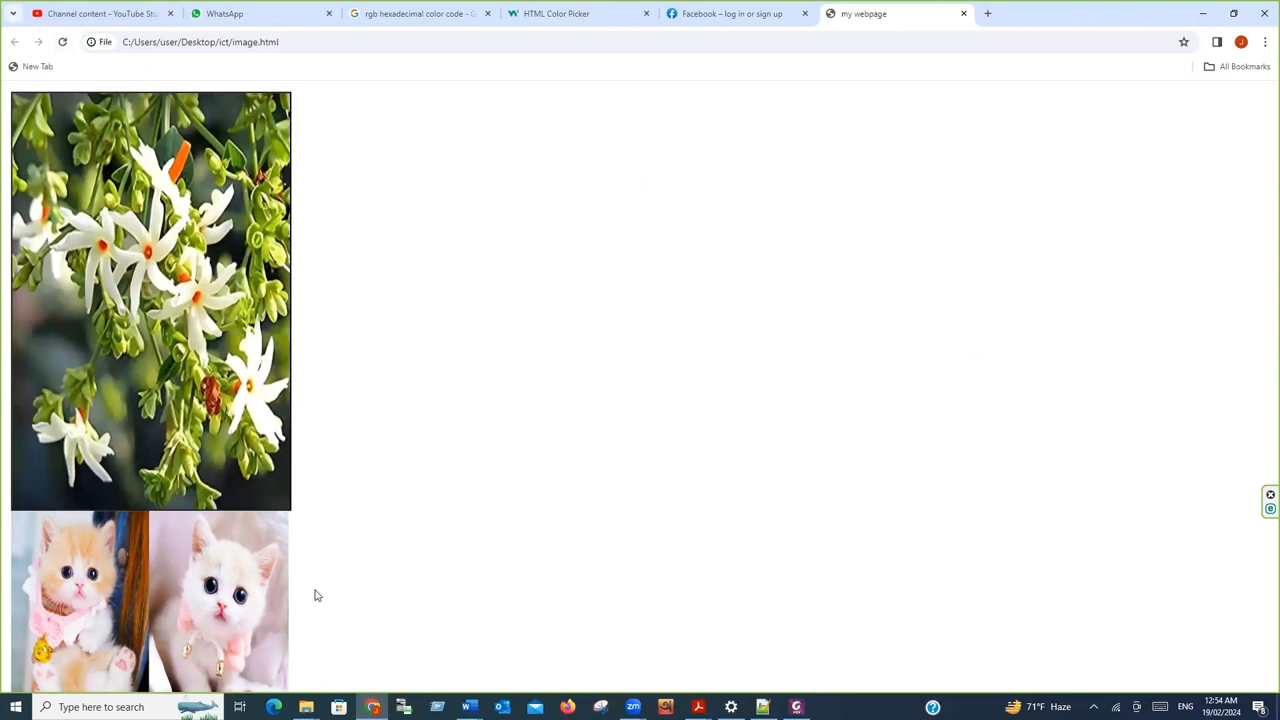 Channel content - YouTube Stu
WhatsApp
rgb hexadecimal color code - G
HTML Color Picker
Facebook – log in or sign up
my webpage
File
C:/Users/user/Desktop/ict/image.html
J
New Tab
All Bookmarks
Type here to search
71°F Haze
ENG
12:54 AM
19/02/2024
8